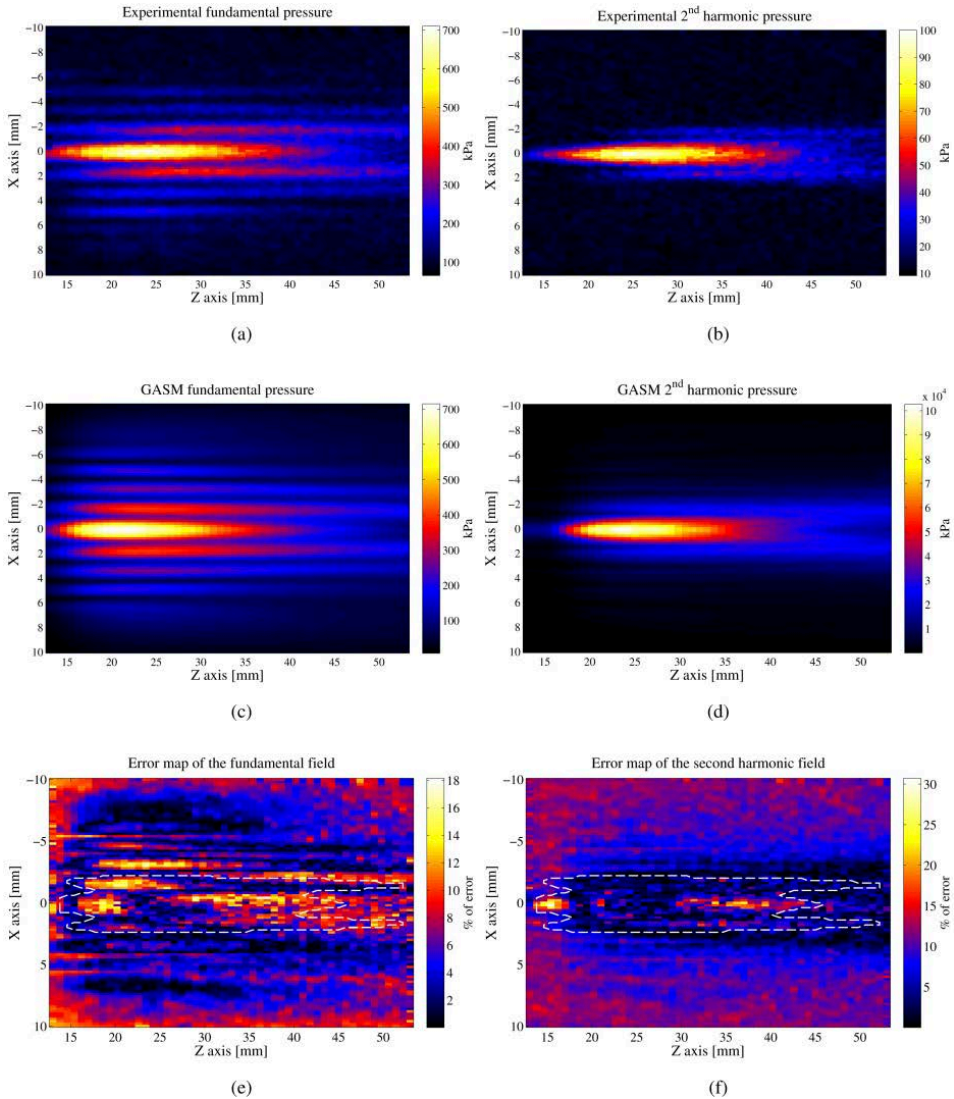 Experimental fundamental pressure
-10
-8
-6
-4
-2
0
2
4
6
8
10
X axis [mm]
15 20 25 30 35 40 45 50
Z axis [mm]
700
600
500
400
300
200
100
kPa
(a)
Experimental 2nd harmonic pressure
-10
-8
-6
-4
-2
0
2
4
6
8
10
X axis [mm]
15 20 25 30 35 40 45 50
Z axis [mm]
100
90
80
70
60
50
40
30
20
10
kPa
(b)
GASM fundamental pressure
-10
-8
-6
-4
-2
0
2
4
6
8
10
X axis [mm]
15 20 25 30 35 40 45 50
Z axis [mm]
700
600
500
400
300
200
100
kPa
(c)
GASM 2nd harmonic pressure
-10
-8
-6
-4
-2
0
2
4
6
8
10
X axis [mm]
15 20 25 30 35 40 45 50
Z axis [mm]
x 10^4
10
9
8
7
6
5
4
3
2
1
kPa
(d)
Error map of the fundamental field
-10
-5
0
5
10
X axis [mm]
15 20 25 30 35 40 45 50
Z axis [mm]
18
16
14
12
10
8
6
4
2
% of error
(e)
Error map of the second harmonic field
-10
-5
0
5
10
X axis [mm]
15 20 25 30 35 40 45 50
Z axis [mm]
30
25
20
15
10
5
% of error
(f)